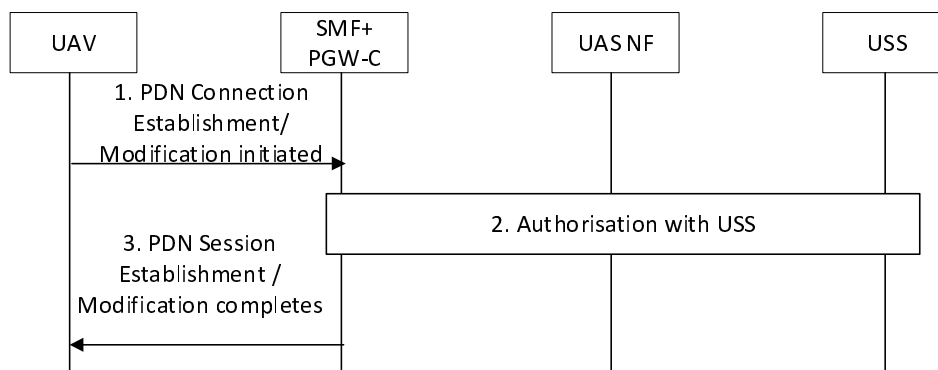 UAV
SMF+
PGW-C
UAS NF
USS
1. PDN Connection
Establishment/
Modification initiated
2. Authorisation with USS
3. PDN Session
Establishment /
Modification completes